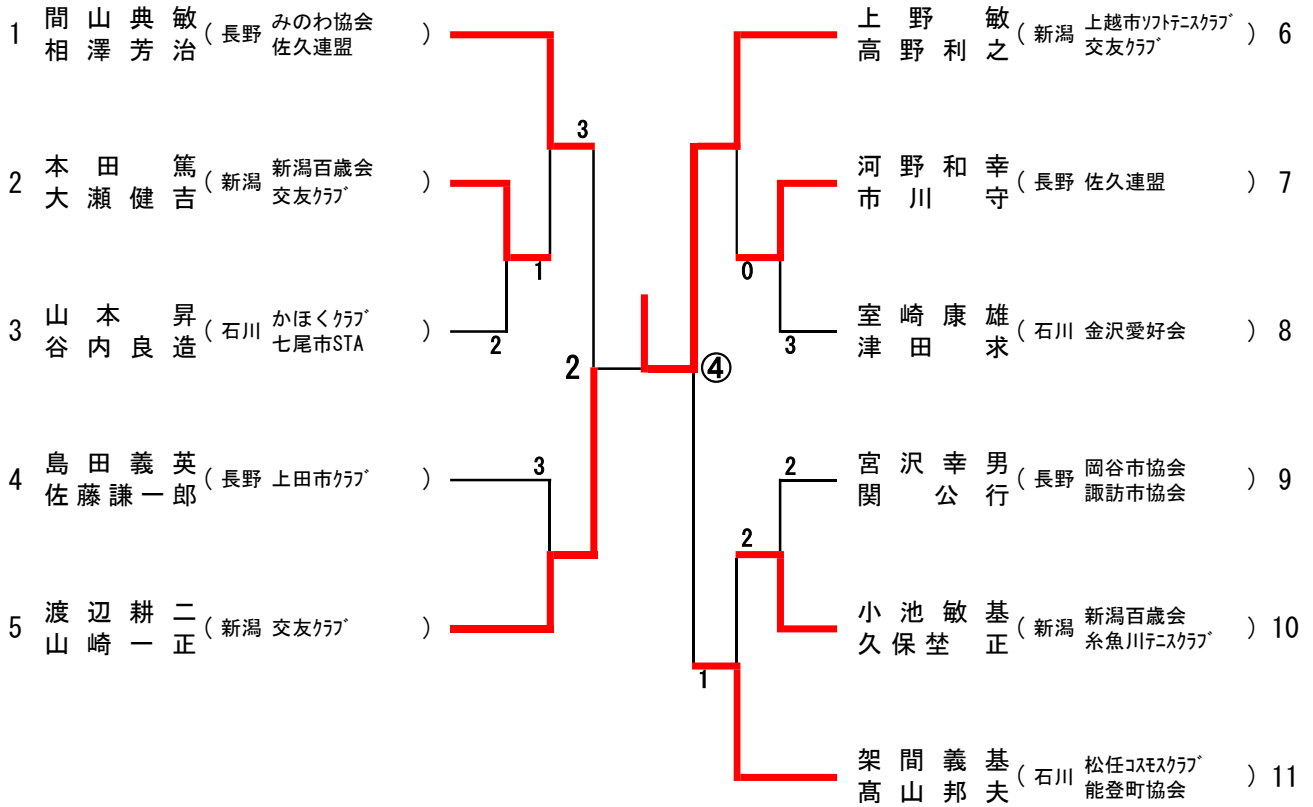 1 間山典敏 相澤芳治 ( 長野 みのわ協会 佐久連盟 )
2 本田篤 大瀬健吉 ( 新潟 新潟百歳会 交友ｸﾗﾌﾞ )
3 山本昇 谷内良造 ( 石川 かほくｸﾗﾌﾞ 七尾市STA )
4 島田義英 佐藤謙一郎 ( 長野 上田市ｸﾗﾌﾞ )
5 渡辺耕二 山崎一正 ( 新潟 交友ｸﾗﾌﾞ )
3
1
2
2
3
④
0
3
2
2
1
上野敏 高野利之 ( 新潟 上越市ｿﾌﾄﾃﾆｽｸﾗﾌﾞ 交友ｸﾗﾌﾞ ) 6
河野和幸 市川守 ( 長野 佐久連盟 ) 7
室崎康雄 津田求 ( 石川 金沢愛好会 ) 8
宮沢幸男 関公行 ( 長野 岡谷市協会 諏訪市協会 ) 9
小池敏基 久保埜正 ( 新潟 新潟百歳会 糸魚川ﾃﾆｽｸﾗﾌﾞ ) 10
架間義基 髙山邦夫 ( 石川 松任ｺｽﾓｽｸﾗﾌﾞ 能登町協会 ) 11